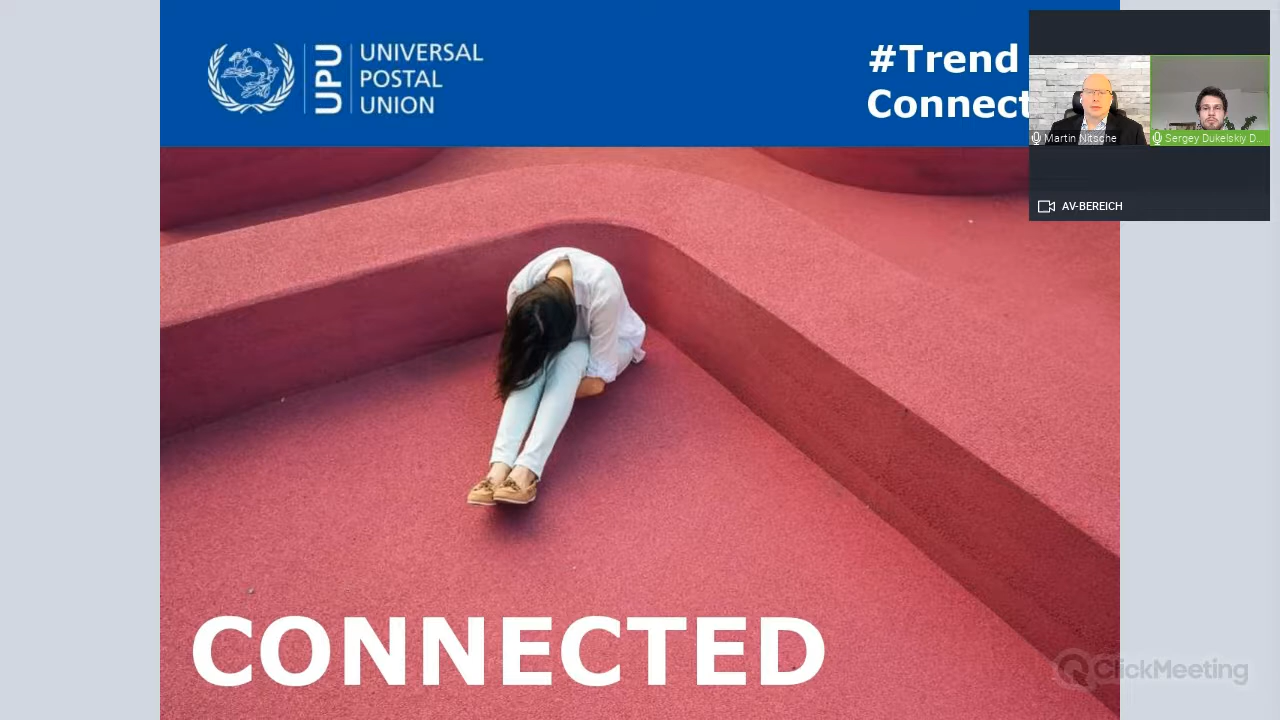 UPU
UNIVERSAL
POSTAL
UNION
#Trend
Connect
Martin Nitsche
Sergey Dukelskiy D...
AV-BEREICH
CONNECTED
ClickMeeting